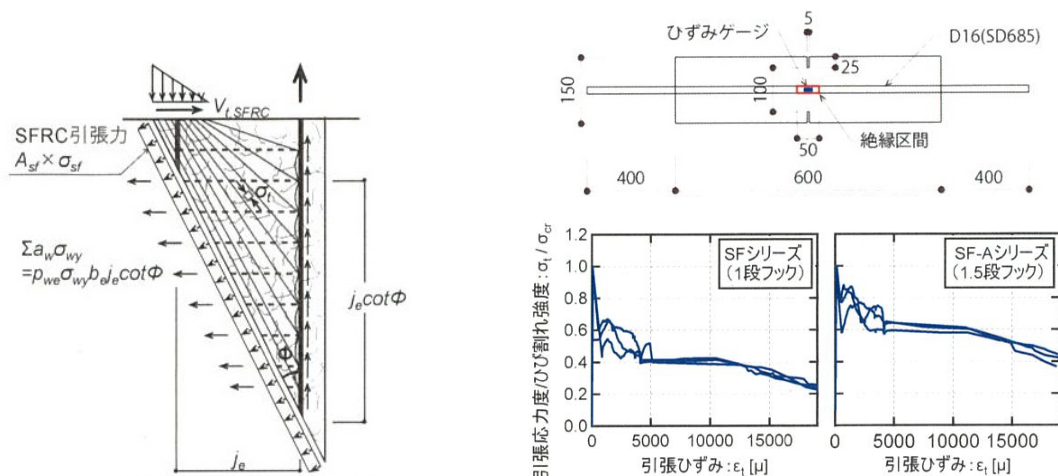 V_t,SFRC
SFRC引張力
A_sf×σ_sf
σ_t
Σa_wσ_wy
=p_weσ_wyb_ej_ecotΦ
j_ecotΦ
Φ
j_e
5
ひずみゲージ
D16(SD685)
25
150
100
50
絶縁区間
400
600
400
引張応力度/ひび割れ強度:σ_t/σ_cr
1.2
1.0
0.8
0.6
0.4
0.2
0.0
SFシリーズ
(1段フック)
0
5000
10000
15000
引張ひずみ:ε_t [μ]
SF-Aシリーズ
(1.5段フック)
0
5000
10000
15000
引張ひずみ:ε_t [μ]